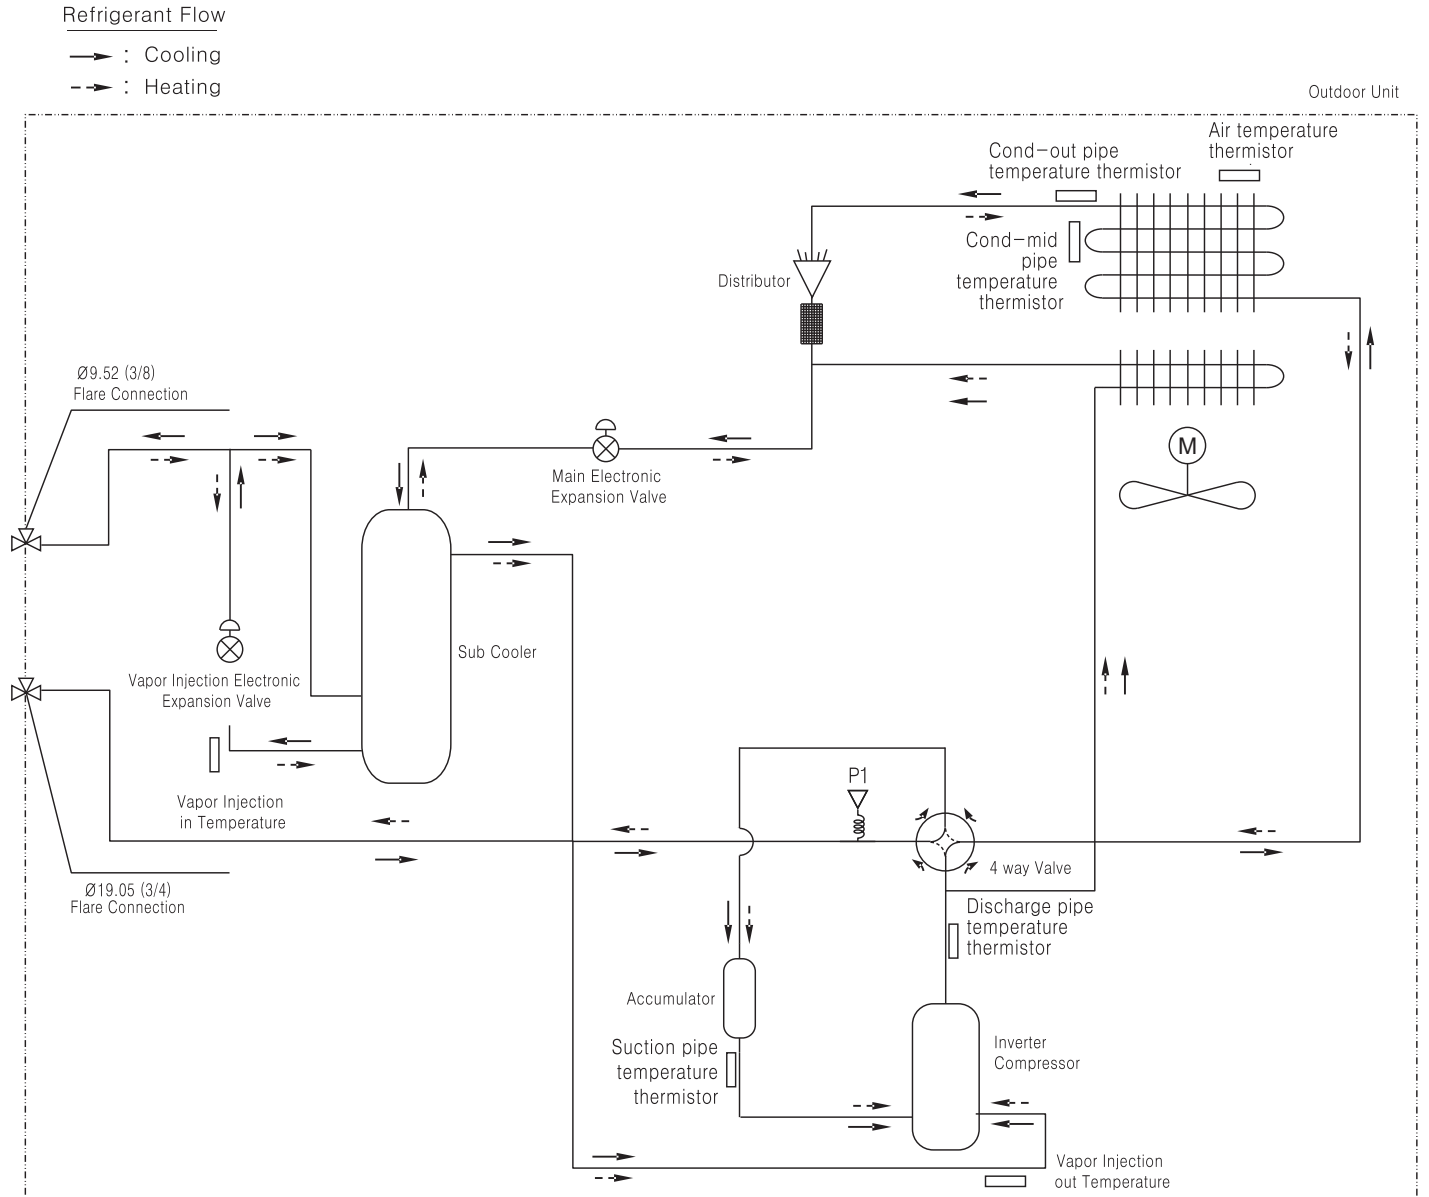 Refrigerant Flow
: Cooling
: Heating
Outdoor Unit
Air temperature
thermistor
Cond-out pipe
temperature thermistor
Cond-mid
pipe
temperature
thermistor
Distributor
Ø9.52 (3/8)
Flare Connection
M
Main Electronic
Expansion Valve
Sub Cooler
Vapor Injection Electronic
Expansion Valve
P1
Vapor Injection
in Temperature
4 way Valve
Ø19.05 (3/4)
Flare Connection
Discharge pipe
temperature
thermistor
Accumulator
Suction pipe
temperature
thermistor
Inverter
Compressor
Vapor Injection
out Temperature